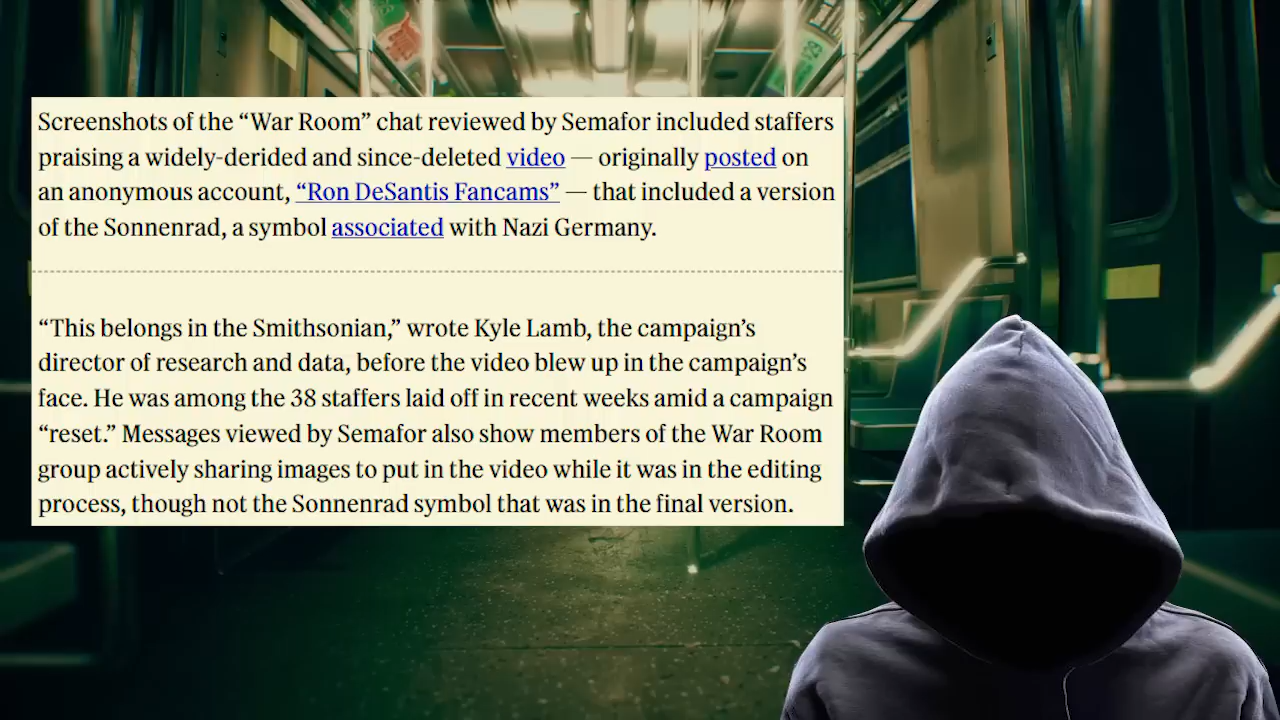 Screenshots of the “War Room” chat reviewed by Semafor included staffers
praising a widely-derided and since-deleted video — originally posted on
an anonymous account, “Ron DeSantis Fancams” — that included a version
of the Sonnenrad, a symbol associated with Nazi Germany.
“This belongs in the Smithsonian,” wrote Kyle Lamb, the campaign’s
director of research and data, before the video blew up in the campaign’s
face. He was among the 38 staffers laid off in recent weeks amid a campaign
“reset.” Messages viewed by Semafor also show members of the War Room
group actively sharing images to put in the video while it was in the editing
process, though not the Sonnenrad symbol that was in the final version.